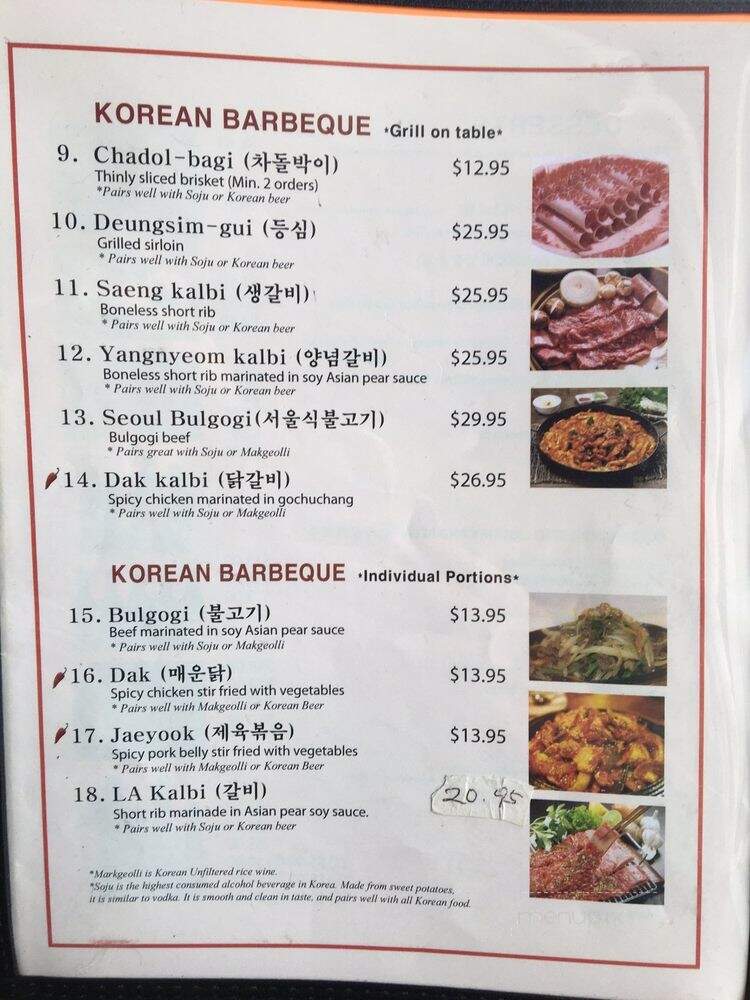 KOREAN BARBEQUE *Grill on table*
9. Chadol-bagi (차돌박이) $12.95
Thinly sliced brisket (Min. 2 orders)
*Pairs well with Soju or Korean beer
10. Deungsim-gui (등심) $25.95
Grilled sirloin
* Pairs well with Soju or Korean beer
11. Saeng kalbi (생갈비) $25.95
Boneless short rib
* Pairs well with Soju or Korean beer
12. Yangnyeom kalbi (양념갈비) $25.95
Boneless short rib marinated in soy Asian pear sauce
* Pairs well with Soju or Korean beer
13. Seoul Bulgogi(서울식불고기) $29.95
Bulgogi beef
* Pairs great with Soju or Makgeolli
14. Dak kalbi (닭갈비) $26.95
Spicy chicken marinated in gochuchang
* Pairs well with Soju or Makgeolli
KOREAN BARBEQUE *Individual Portions*
15. Bulgogi (불고기) $13.95
Beef marinated in soy Asian pear sauce
* Pairs well with Soju or Makgeolli
16. Dak (매운닭) $13.95
Spicy chicken stir fried with vegetables
* Pairs well with Makgeolli or Korean Beer
17. Jaeyook (제육볶음) $13.95
Spicy pork belly stir fried with vegetables
* Pairs well with Makgeolli or Korean Beer
18. LA Kalbi (갈비) 20.95
Short rib marinade in Asian pear soy sauce.
* Pairs well with Soju or Korean beer
*Markgeolli is Korean Unfiltered rice wine.
*Soju is the highest consumed alcohol beverage in Korea. Made from sweet potatoes,
it is similar to vodka. It is smooth and clean in taste, and pairs well with all Korean food.